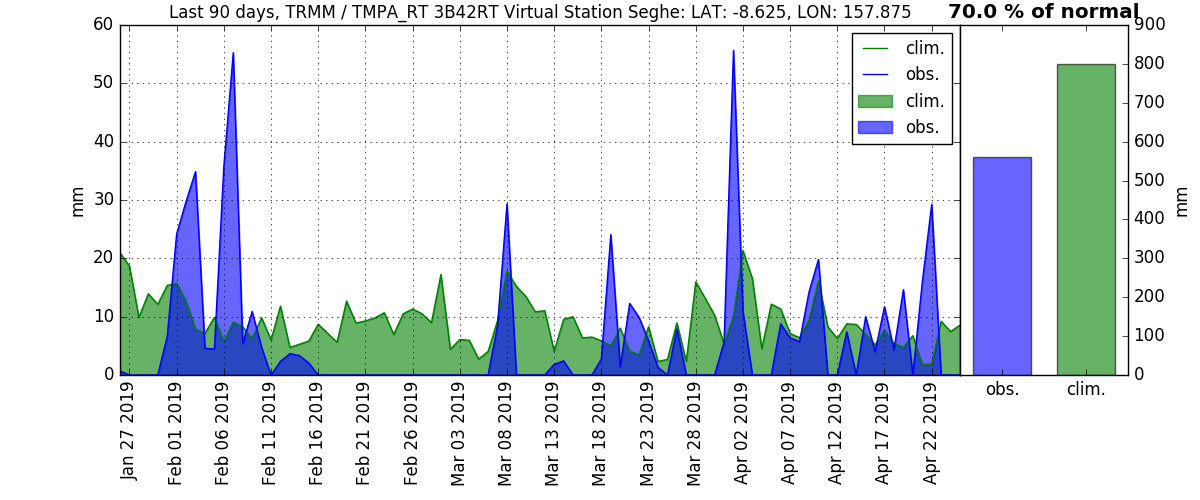 Last 90 days, TRMM / TMPA_RT 3B42RT Virtual Station Seghe: LAT: -8.625, LON: 157.875
70.0 % of normal
60
50
40
30
20
10
0
mm
clim.
obs.
clim.
obs.
900
800
700
600
500
400
300
200
100
0
mm
Jan 27 2019
Feb 01 2019
Feb 06 2019
Feb 11 2019
Feb 16 2019
Feb 21 2019
Feb 26 2019
Mar 03 2019
Mar 08 2019
Mar 13 2019
Mar 18 2019
Mar 23 2019
Mar 28 2019
Apr 02 2019
Apr 07 2019
Apr 12 2019
Apr 17 2019
Apr 22 2019
obs.
clim.